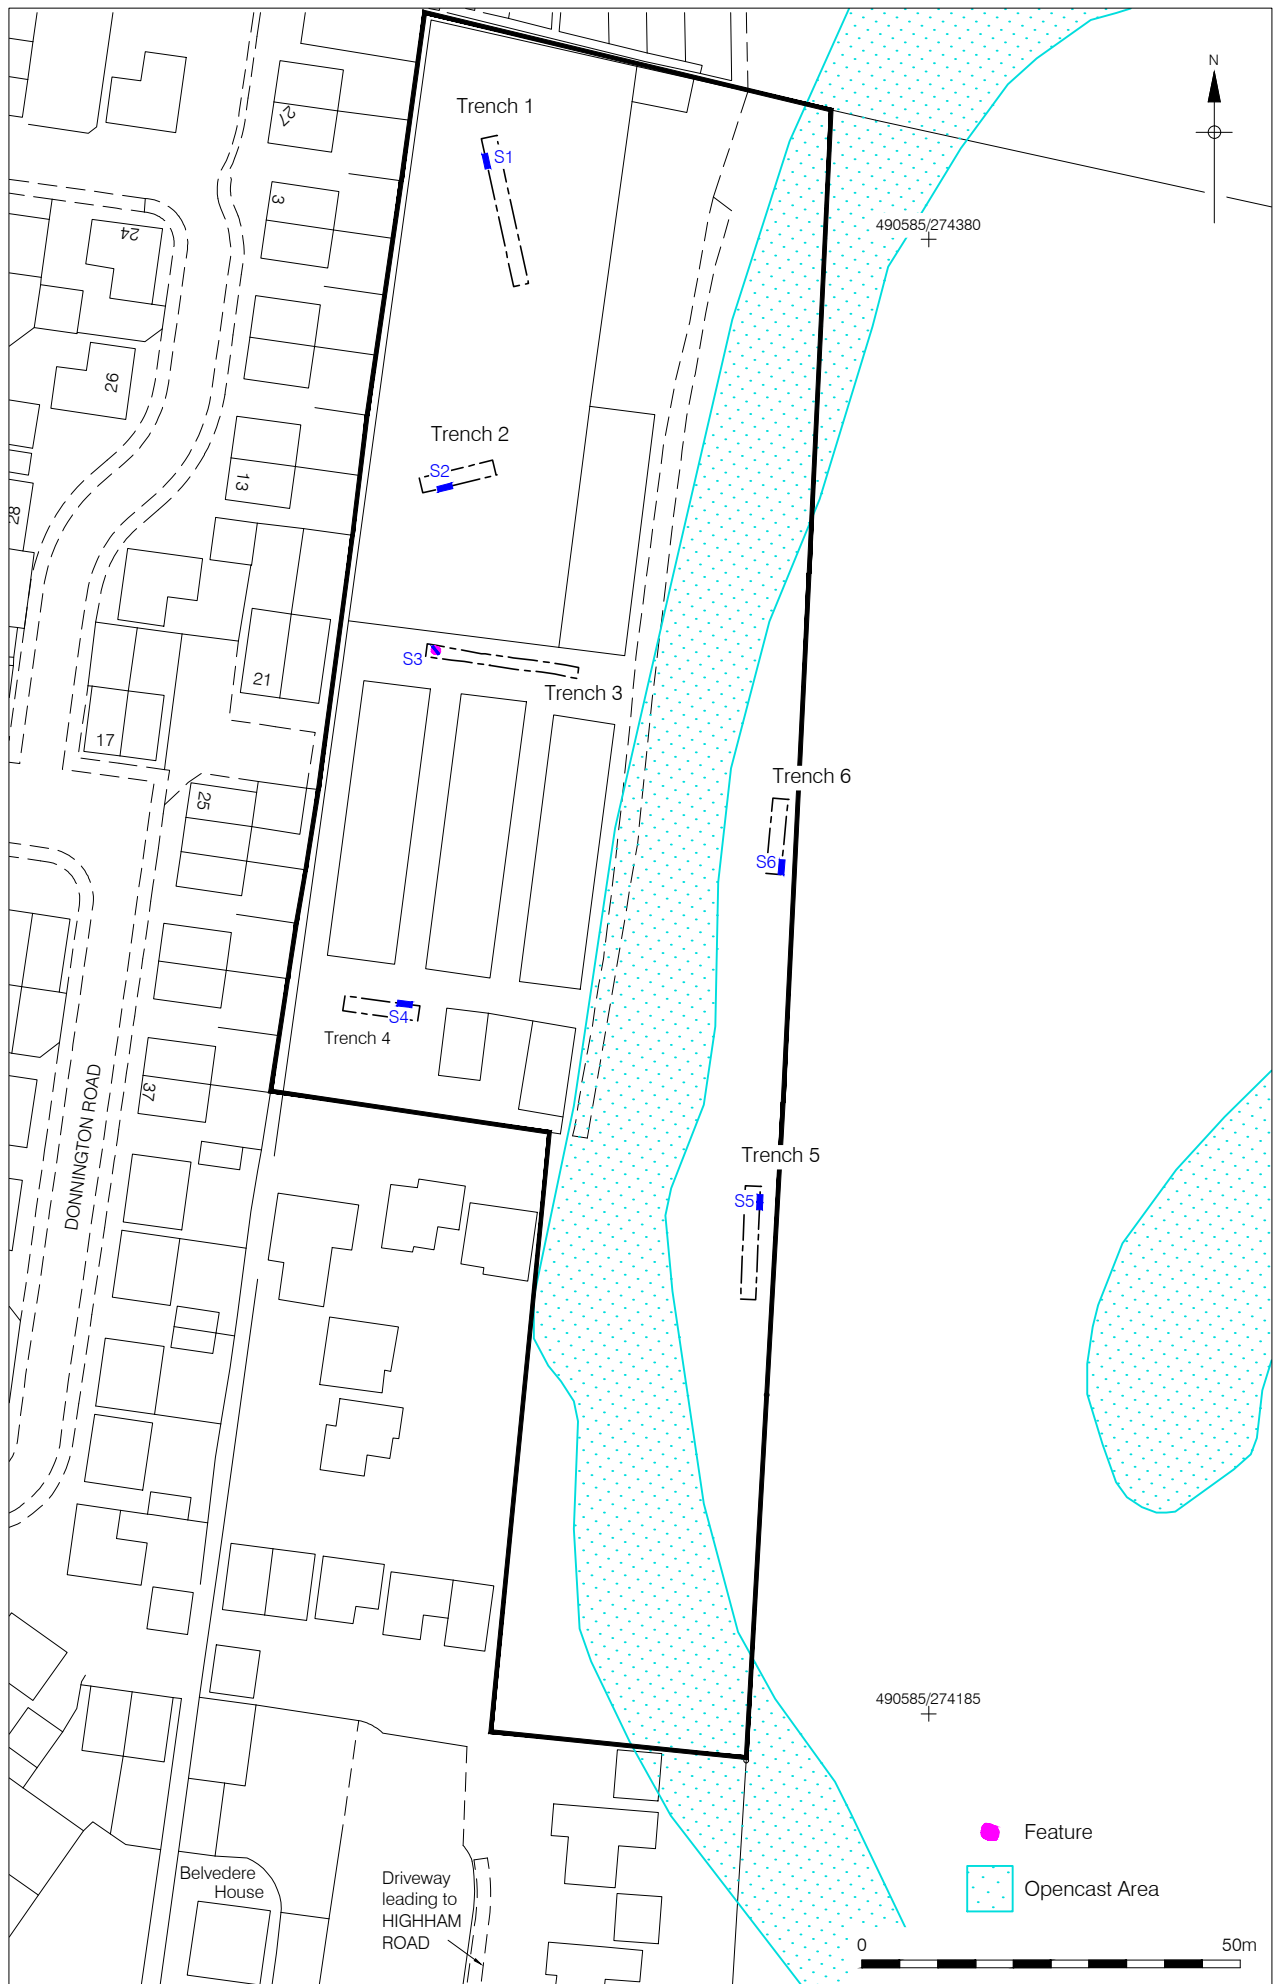 N
Trench 1
27
S1
3
490585/274380
24
26
Trench 2
S2
13
28
S3
21
Trench 3
17
Trench 6
25
S6
S4
Trench 4
37
DONNINGTON ROAD
Trench 5
S5
490585/274185
Feature
Belvedere
House
Driveway
leading to
HIGHHAM
ROAD
Opencast Area
0
50m